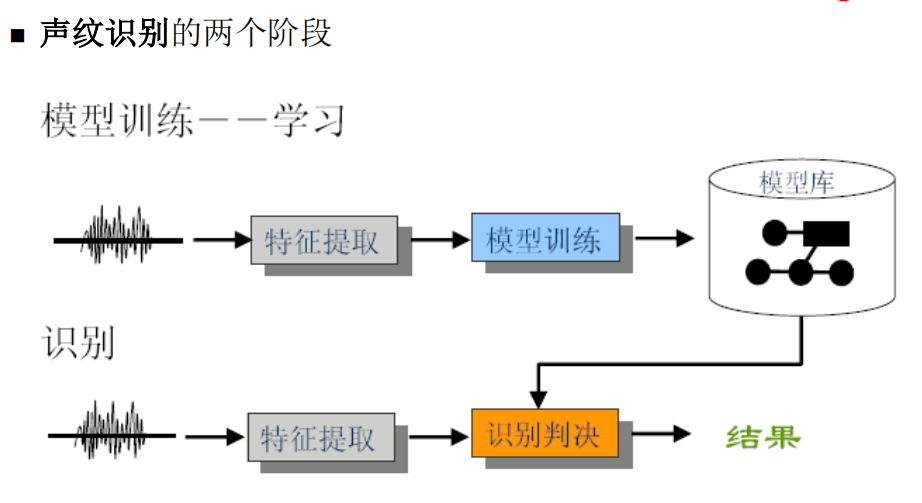 ■ 声纹识别的两个阶段
模型训练——学习
模型库
特征提取
模型训练
识别
特征提取
识别判决
结果